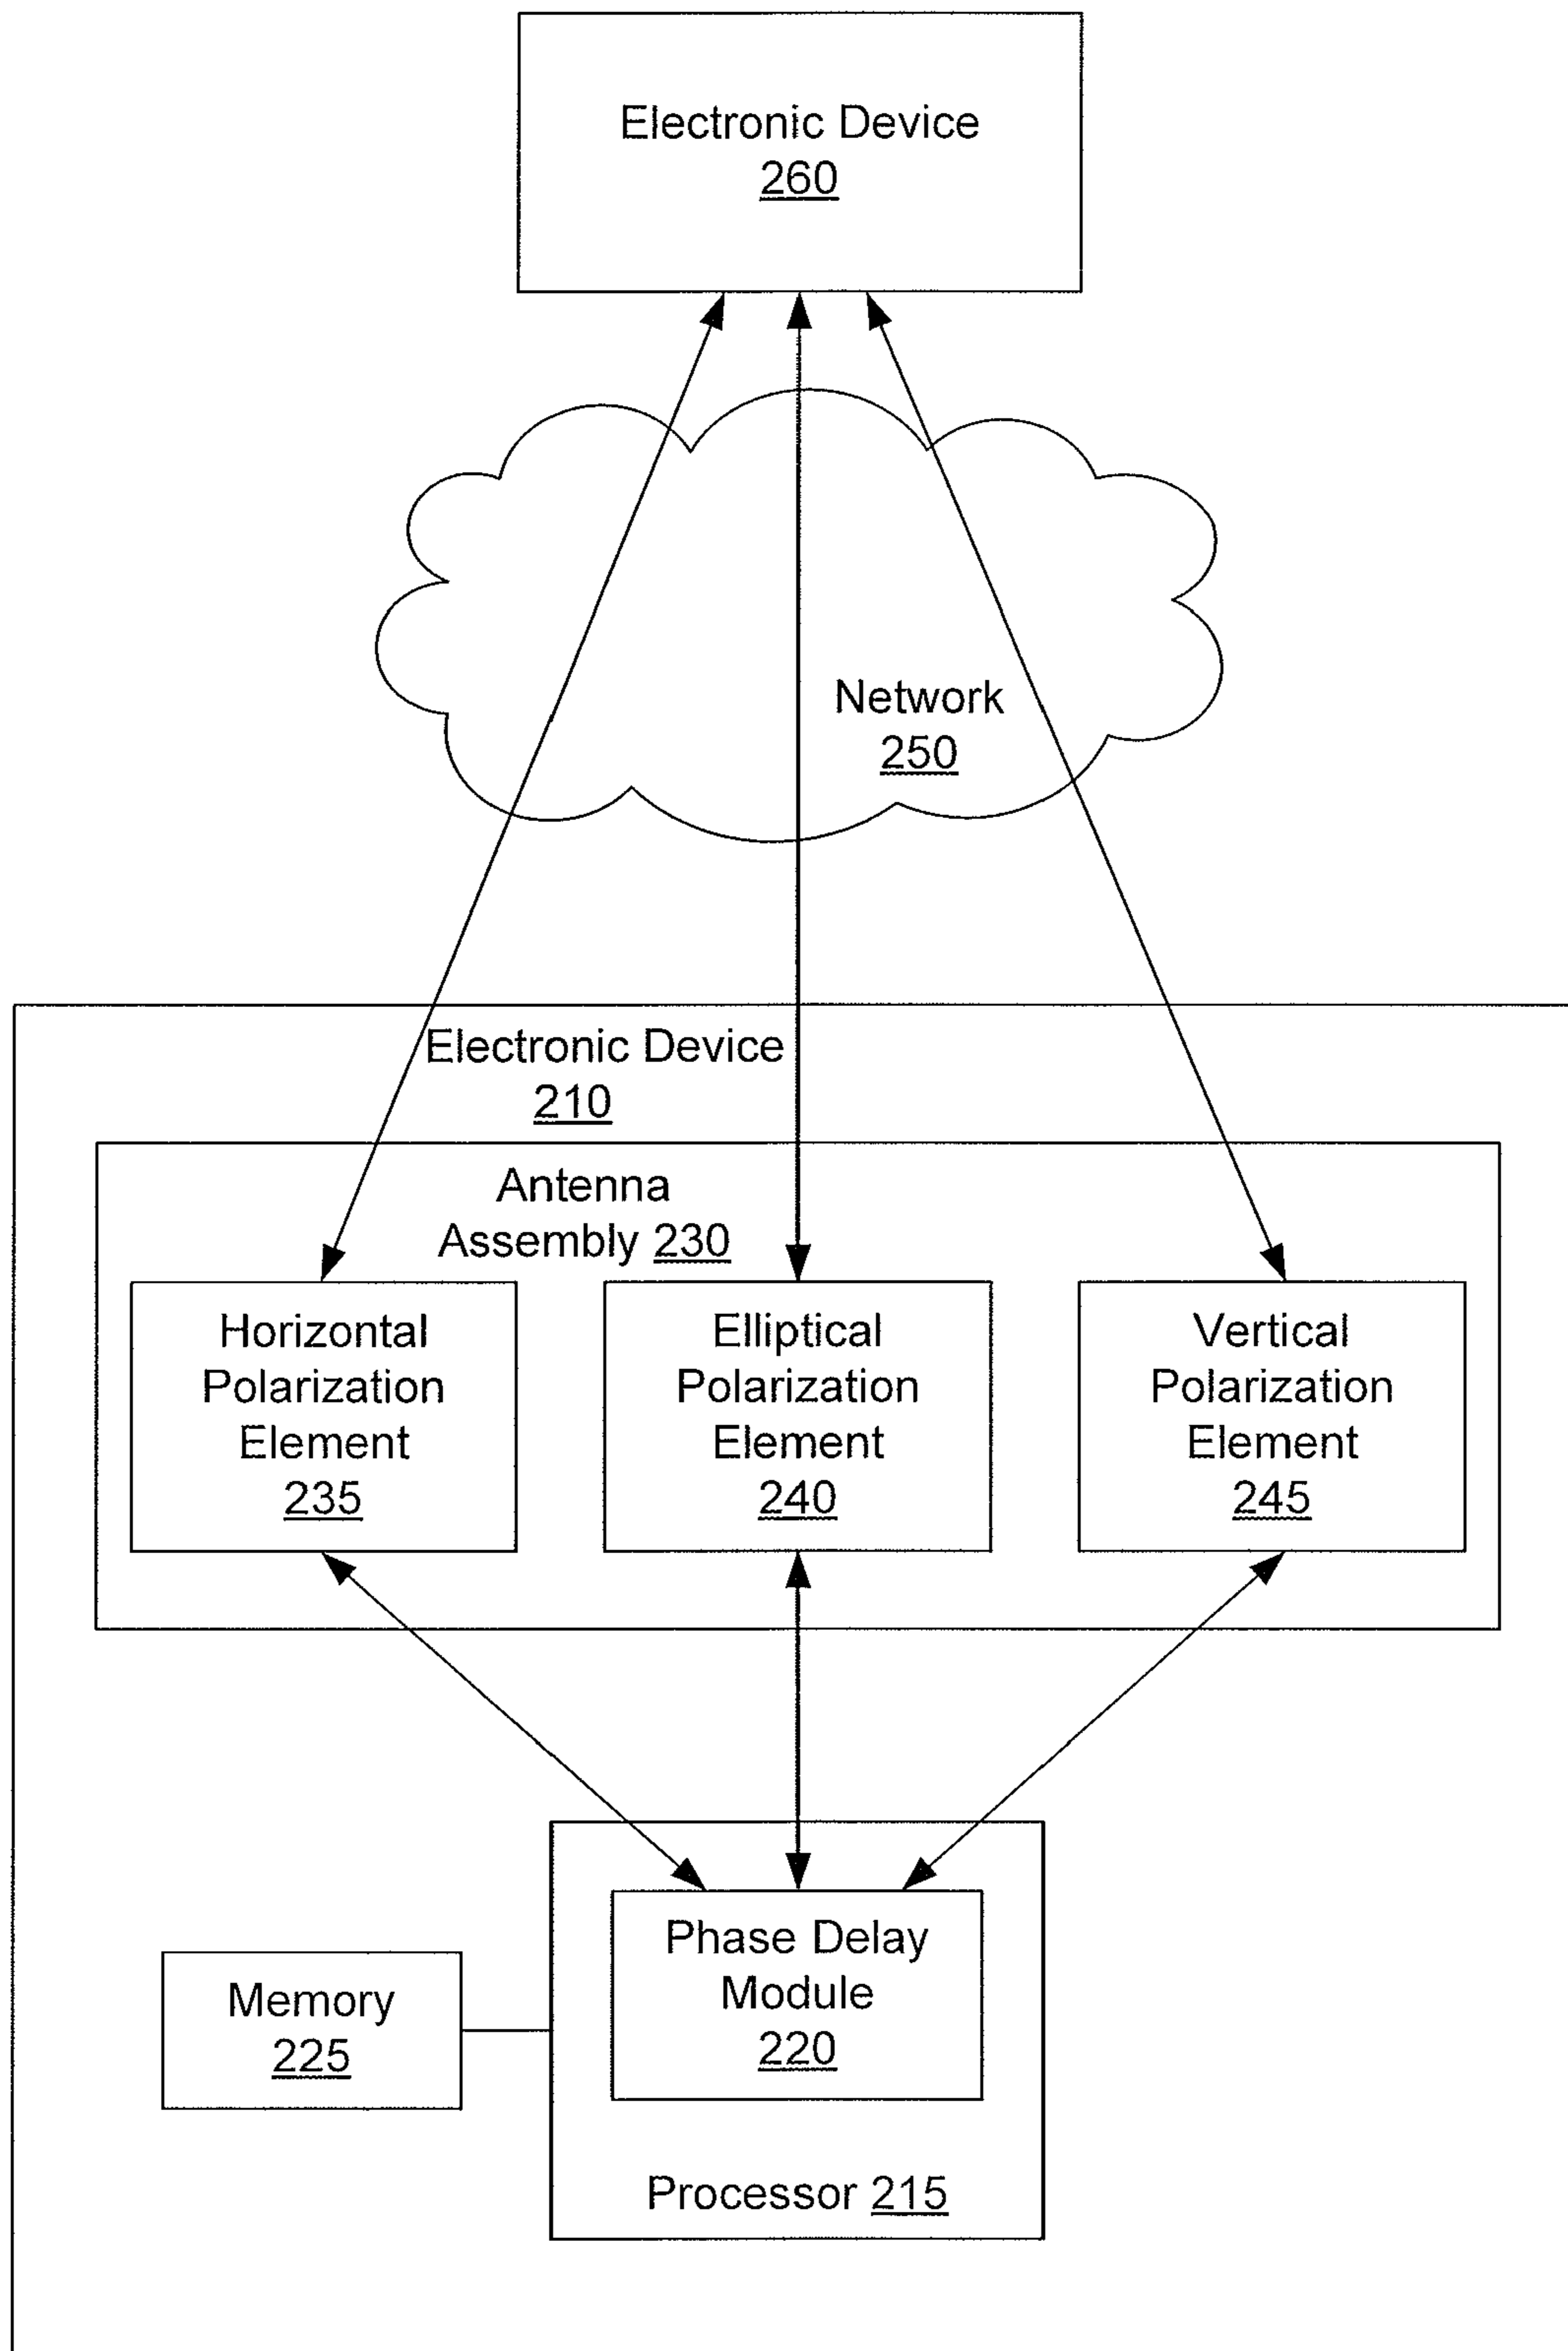 Electronic Device
260
Network
250
Electronic Device
210
Antenna
Assembly 230
Horizontal
Polarization
Element
235
Elliptical
Polarization
Element
240
Vertical
Polarization
Element
245
Phase Delay
Module
220
Memory
225
Processor 215